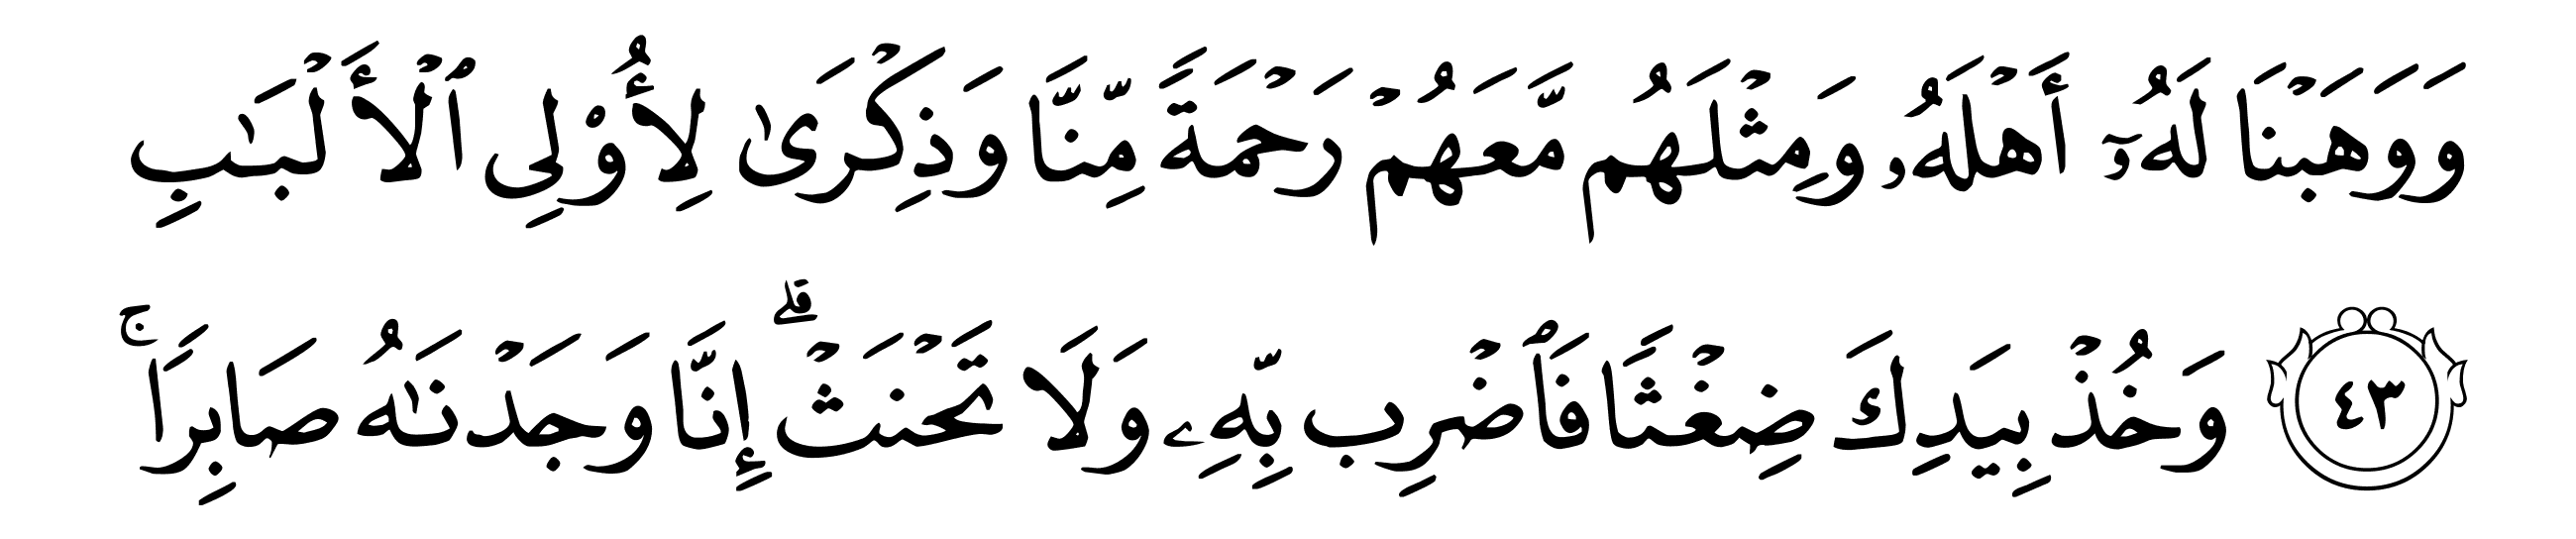 وَوَهَبۡنَا لَهُۥٓ أَهۡلَهُۥ وَمِثۡلَهُم مَّعَهُمۡ رَحۡمَةٗ مِّنَّا وَذِكۡرَىٰ لِأُوْلِي ٱلۡأَلۡبَٰبِ
٤٣ وَخُذۡ بِيَدِكَ ضِغۡثٗا فَٱضۡرِب بِّهِۦ وَلَا تَحۡنَثۡۗ إِنَّا وَجَدۡنَٰهُ صَابِرٗاۚ